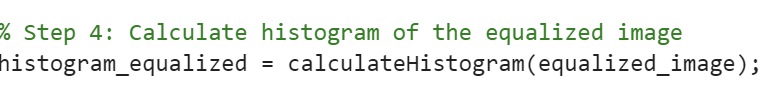 % Step 4: Calculate histogram of the equalized image
histogram_equalized = calculateHistogram(equalized_image);